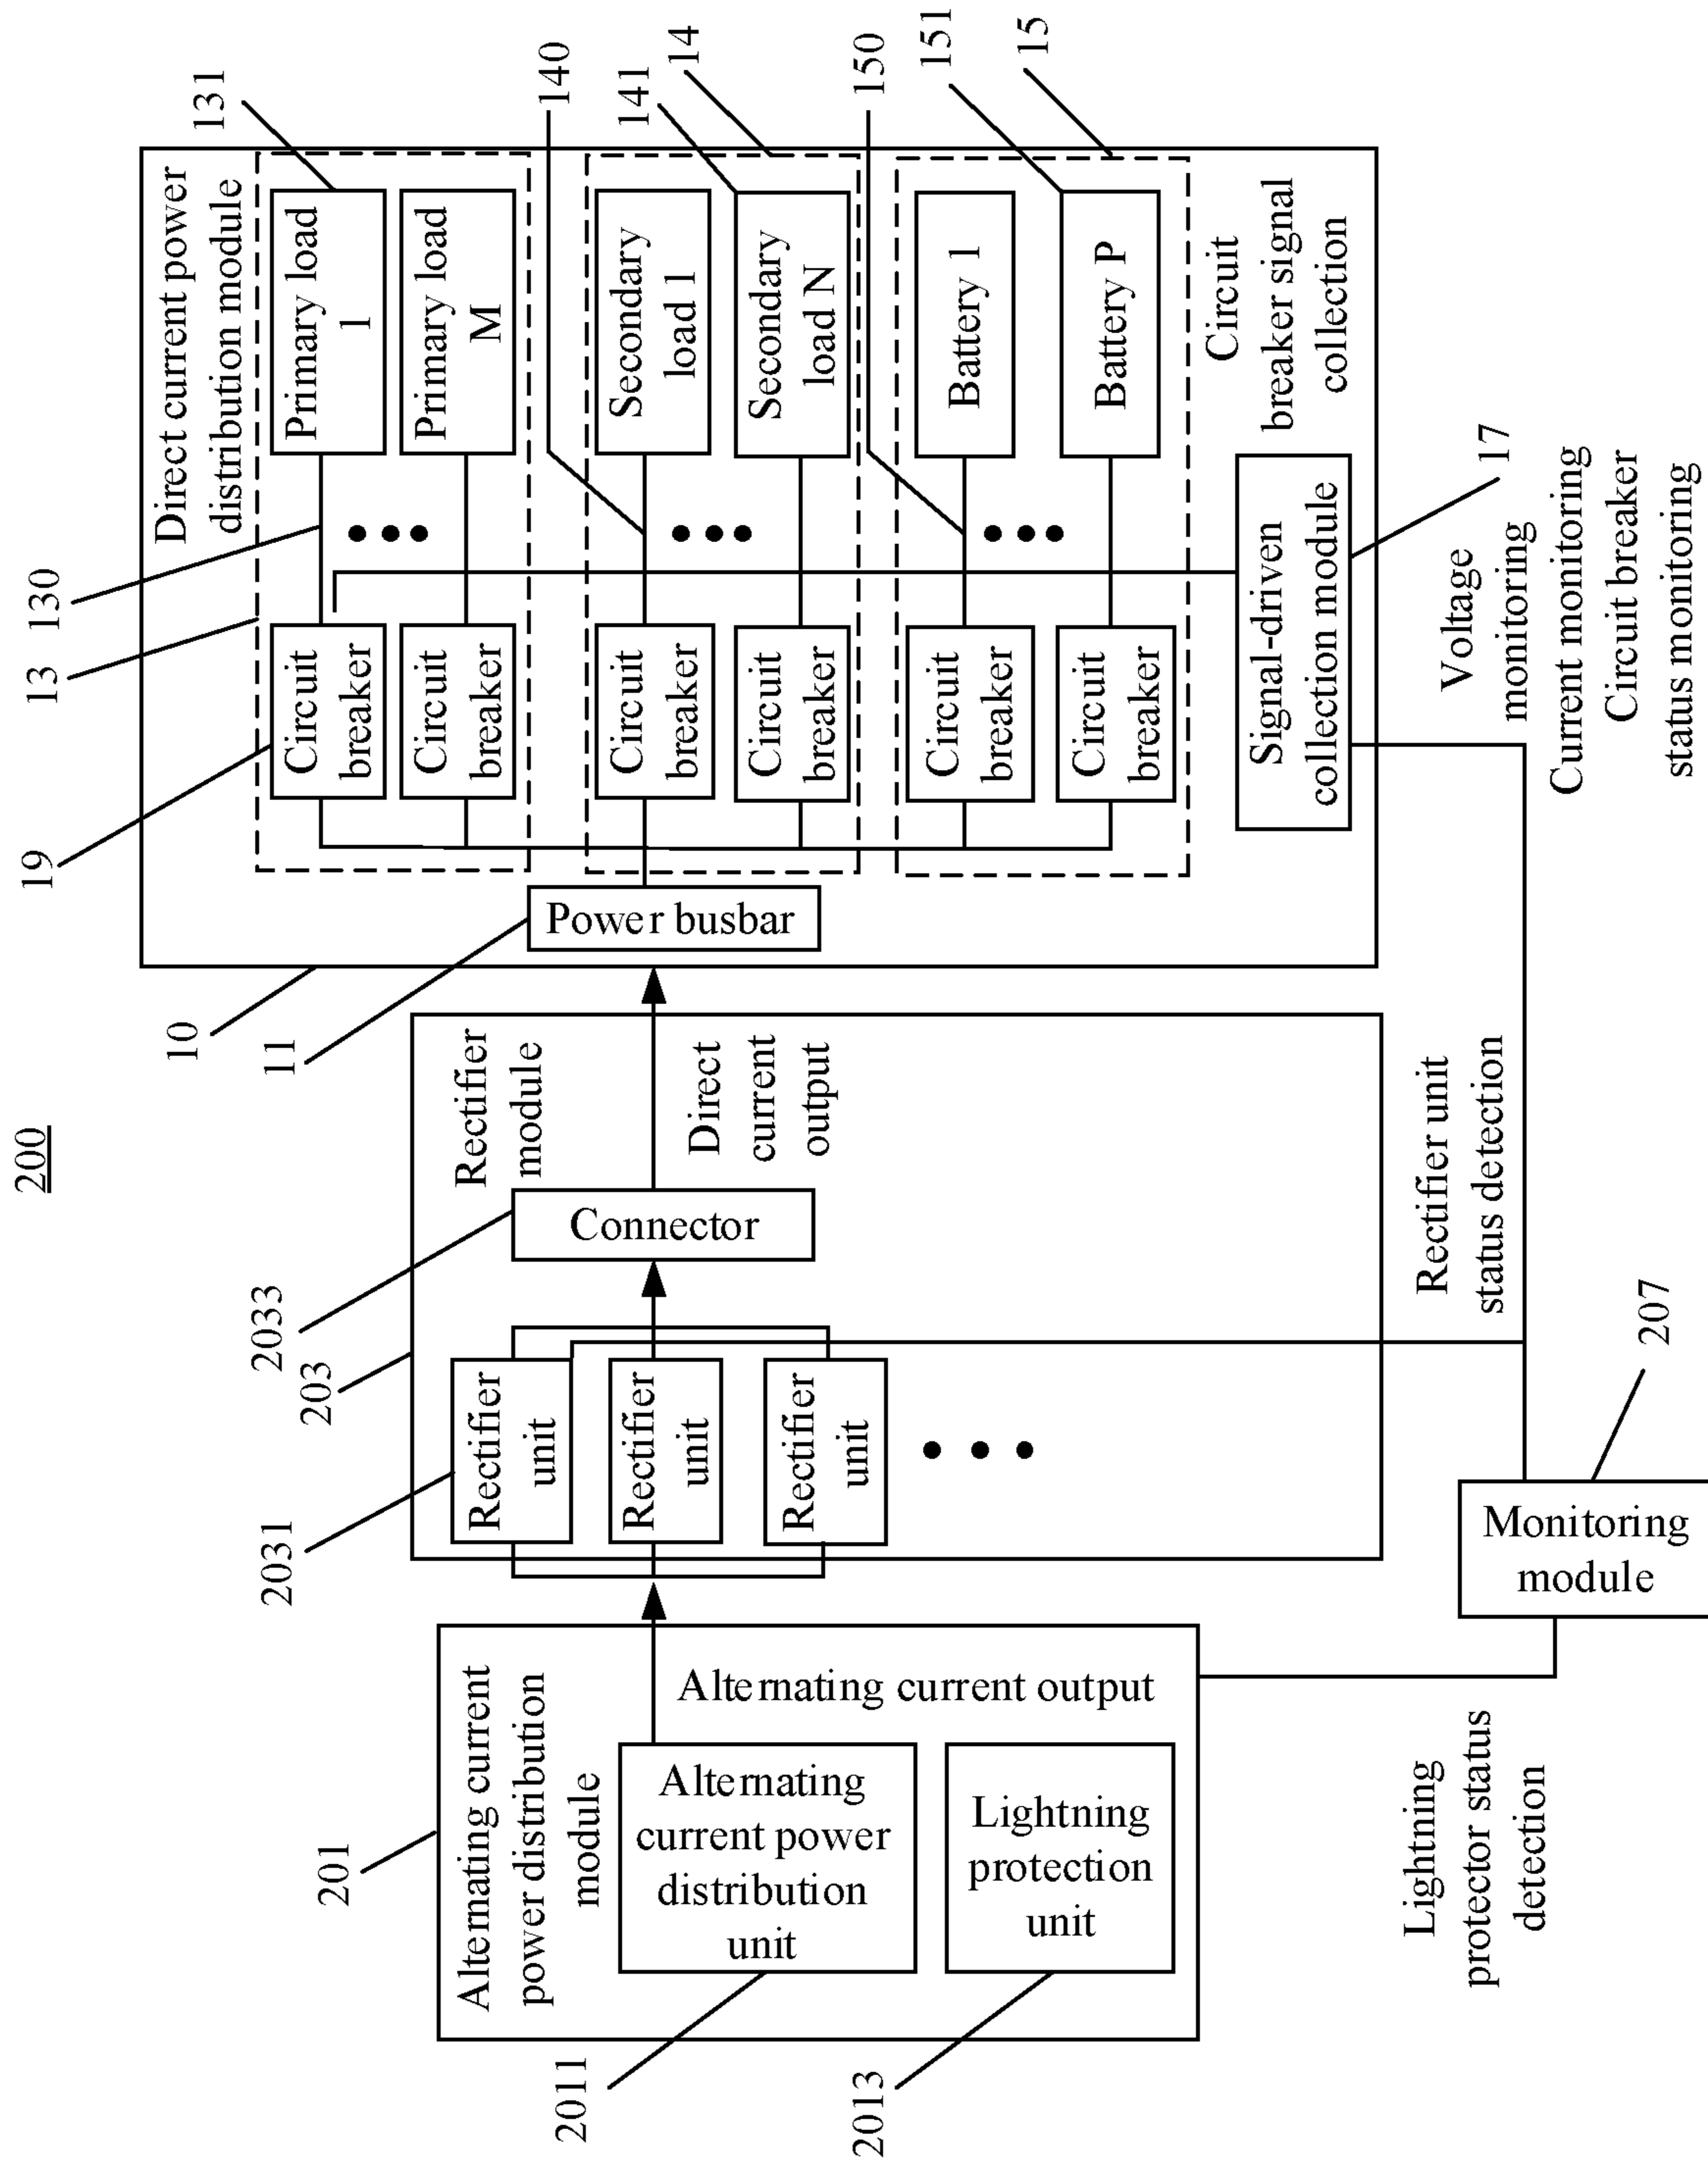 200
201
Alternating current
power distribution
module
2011
Alternating
current power
distribution
unit
2013
Lightning
protection
unit
Alternating current output
203
Rectifier
module
2031
Rectifier
unit
Rectifier
unit
Rectifier
unit
2033
Connector
Direct
current
output
10
Direct current power
distribution module
11
Power busbar
13
19
Circuit
breaker
130
131
Primary load
1
Circuit
breaker
Primary load
M
14
Circuit
breaker
140
Secondary
load 1
Circuit
breaker
141
Secondary
load N
15
Circuit
breaker
150
Battery 1
Circuit
breaker
151
Battery P
Signal-driven
collection module
17
Circuit
breaker signal
collection
Lightning
protector status
detection
Monitoring
module
207
Rectifier unit
status detection
Voltage
monitoring
Current monitoring
Circuit breaker
status monitoring